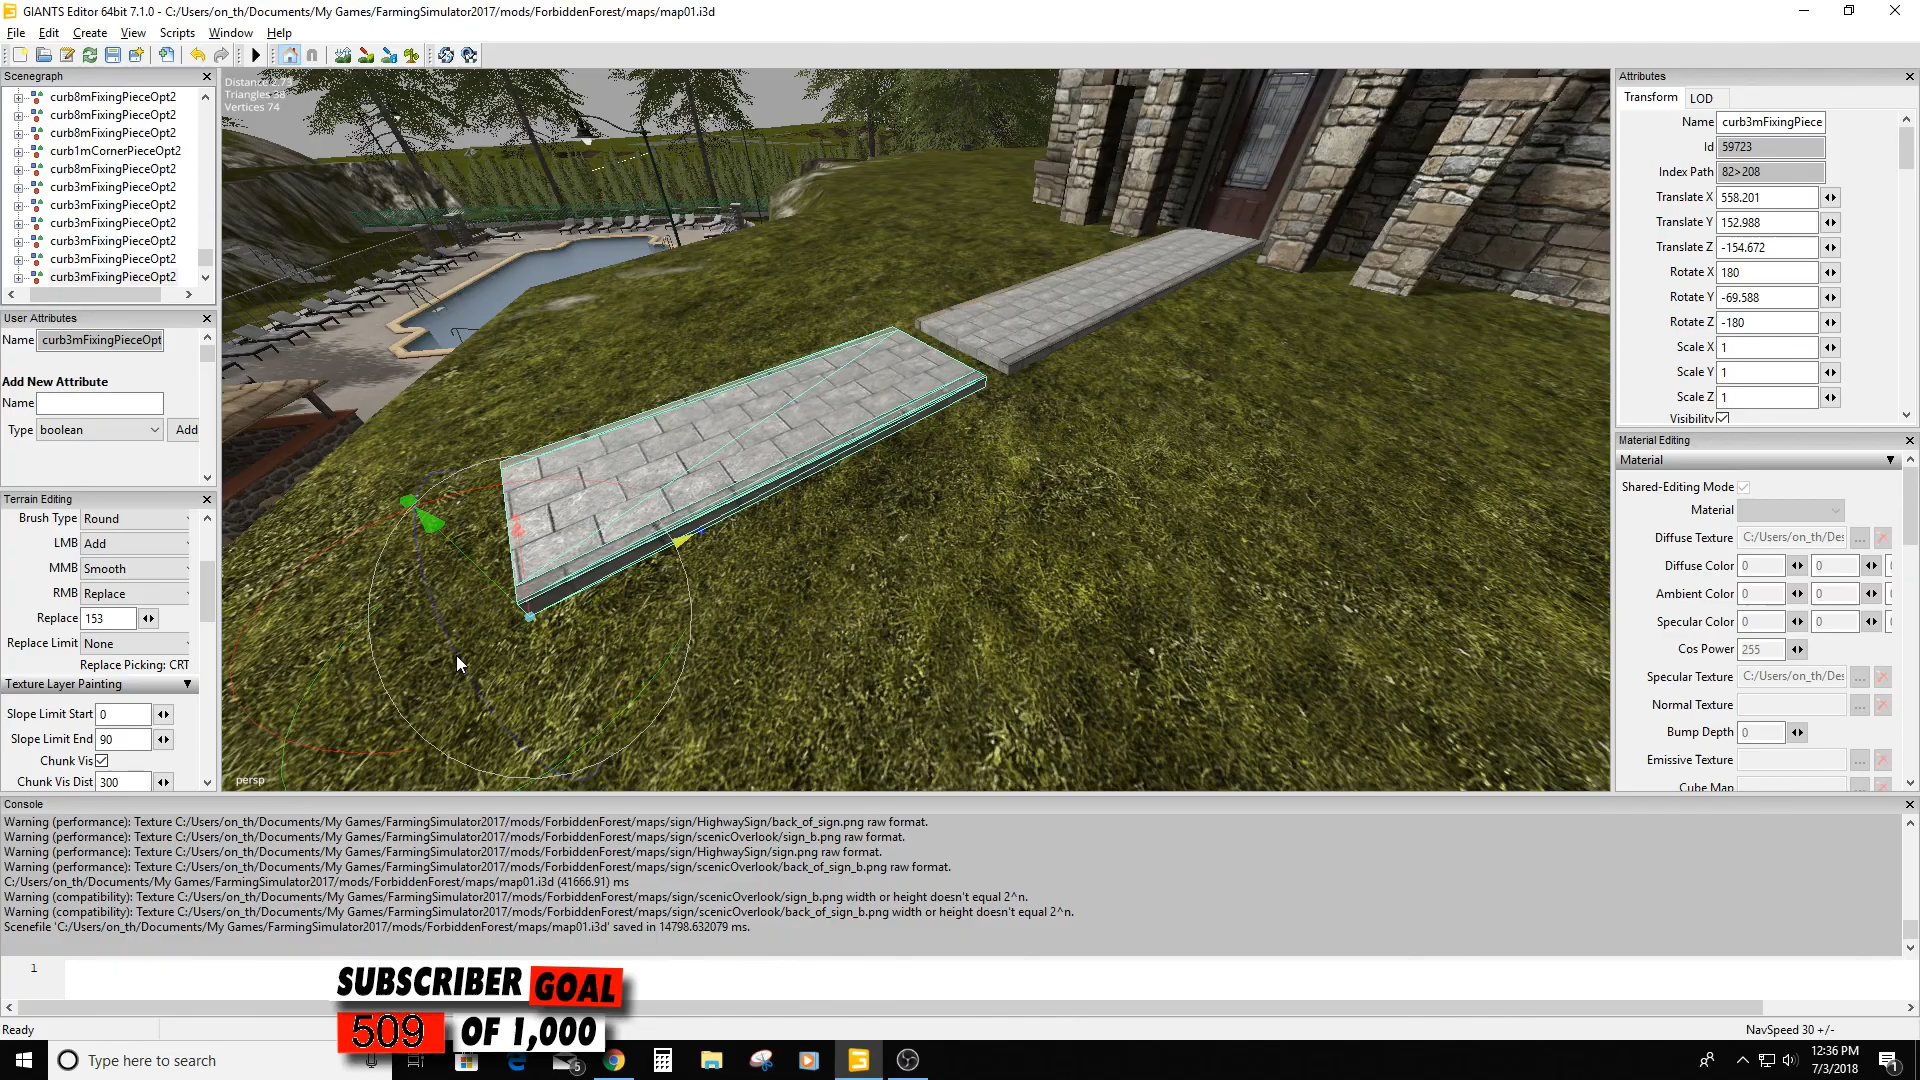 GIANTS Editor 64bit 7.1.0 - C:/Users/on_th/Documents/My Games/FarmingSimulator2017/mods/ForbiddenForest/maps/map01.i3d
File Edit Create View Scripts Window Help
Scenegraph
curb8mFixingPieceOpt2
curb8mFixingPieceOpt2
curb8mFixingPieceOpt2
curb1mCornerPieceOpt2
curb8mFixingPieceOpt2
curb3mFixingPieceOpt2
curb3mFixingPieceOpt2
curb3mFixingPieceOpt2
curb3mFixingPieceOpt2
curb3mFixingPieceOpt2
curb3mFixingPieceOpt2
User Attributes
Name curb3mFixingPieceOpt
Add New Attribute
Name
Type boolean Add
Terrain Editing
Brush Type Round
LMB Add
MMB Smooth
RMB Replace
Replace 153
Replace Limit None
Replace Picking: CRT
Texture Layer Painting
Slope Limit Start 0
Slope Limit End 90
Chunk Vis
Chunk Vis Dist 300
Distance 2.73
Triangles 38
Vertices 74
persp
Attributes
Transform LOD
Name curb3mFixingPiece
Id 59723
Index Path 82>208
Translate X 558.201
Translate Y 152.988
Translate Z -154.672
Rotate X 180
Rotate Y -69.588
Rotate Z -180
Scale X 1
Scale Y 1
Scale Z 1
Visibility
Material Editing
Material
Shared-Editing Mode
Material
Diffuse Texture C:/Users/on_th/Des ...
Diffuse Color 0 0
Ambient Color 0 0
Specular Color 0 0
Cos Power 255
Specular Texture C:/Users/on_th/Des ...
Normal Texture ...
Bump Depth 0
Emissive Texture ...
Cube Map
Console
Warning (performance): Texture C:/Users/on_th/Documents/My Games/FarmingSimulator2017/mods/ForbiddenForest/maps/sign/HighwaySign/back_of_sign.png raw format.
Warning (performance): Texture C:/Users/on_th/Documents/My Games/FarmingSimulator2017/mods/ForbiddenForest/maps/sign/scenicOverlook/sign_b.png raw format.
Warning (performance): Texture C:/Users/on_th/Documents/My Games/FarmingSimulator2017/mods/ForbiddenForest/maps/sign/HighwaySign/sign.png raw format.
Warning (performance): Texture C:/Users/on_th/Documents/My Games/FarmingSimulator2017/mods/ForbiddenForest/maps/sign/scenicOverlook/back_of_sign_b.png raw format.
C:/Users/on_th/Documents/My Games/FarmingSimulator2017/mods/ForbiddenForest/maps/map01.i3d (41666.91) ms
Warning (compatibility): Texture C:/Users/on_th/Documents/My Games/FarmingSimulator2017/mods/ForbiddenForest/maps/sign/scenicOverlook/sign_b.png width or height doesn't equal 2^n.
Warning (compatibility): Texture C:/Users/on_th/Documents/My Games/FarmingSimulator2017/mods/ForbiddenForest/maps/sign/scenicOverlook/back_of_sign_b.png width or height doesn't equal 2^n.
Scenefile 'C:/Users/on_th/Documents/My Games/FarmingSimulator2017/mods/ForbiddenForest/maps/map01.i3d' saved in 14798.632079 ms.
1
SUBSCRIBER GOAL
509 OF 1,000
Ready
NavSpeed 30 +/-
Type here to search
5
12:36 PM
7/3/2018
1